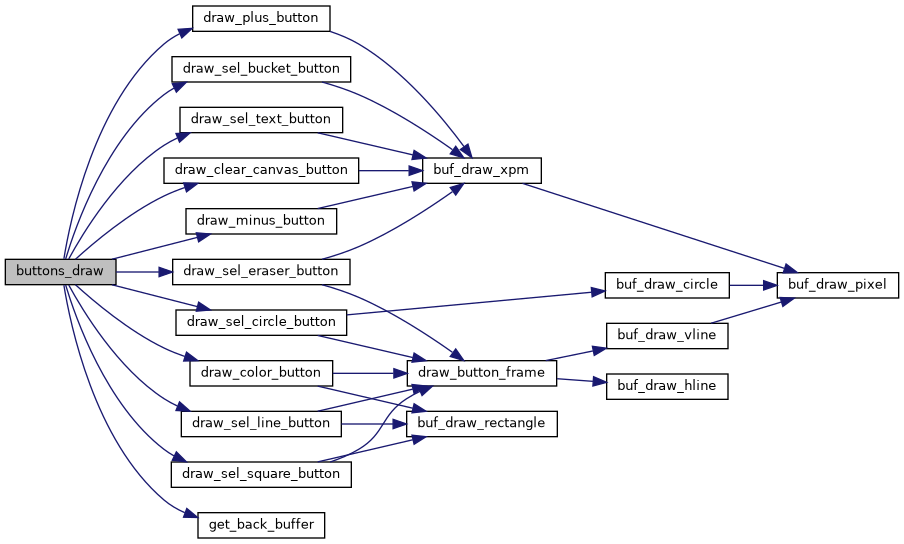 draw_plus_button
draw_sel_bucket_button
draw_sel_text_button
draw_clear_canvas_button
buf_draw_xpm
draw_minus_button
buttons_draw
draw_sel_eraser_button
buf_draw_circle
buf_draw_pixel
draw_sel_circle_button
buf_draw_vline
draw_color_button
draw_button_frame
buf_draw_hline
draw_sel_line_button
buf_draw_rectangle
draw_sel_square_button
get_back_buffer